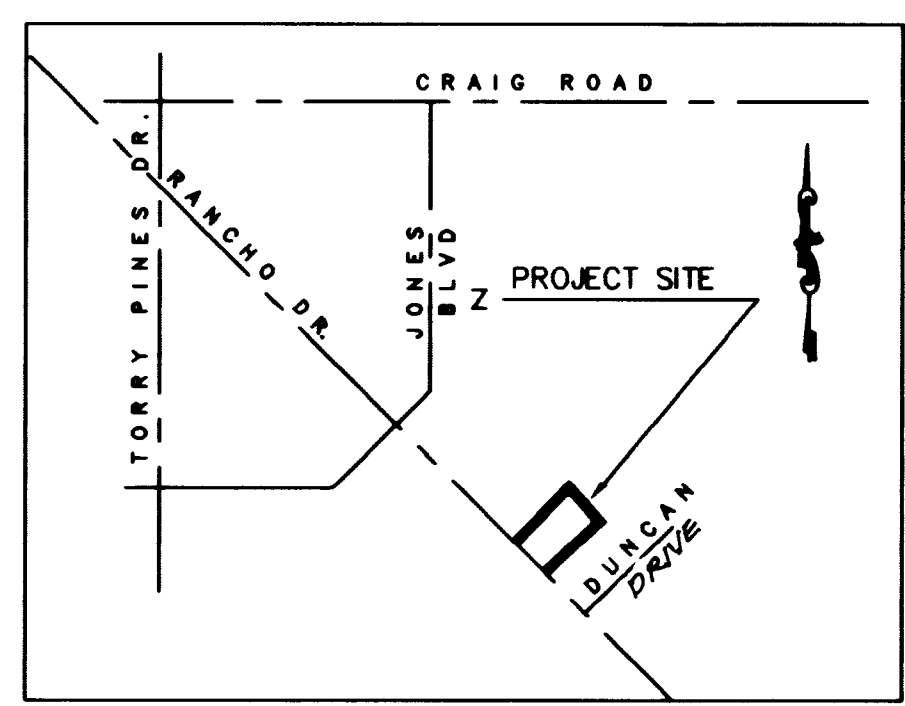 CRAIG ROAD
TORRY PINES DR.
RANCHO DR.
JONES
BLVD
Z
PROJECT SITE
DUNCAN
DRIVE